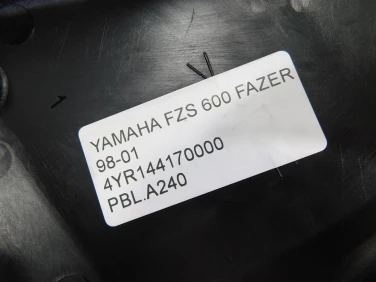 YAMAHA FZS 600 FAZER
98-01
4YR144170000
PBL.A240